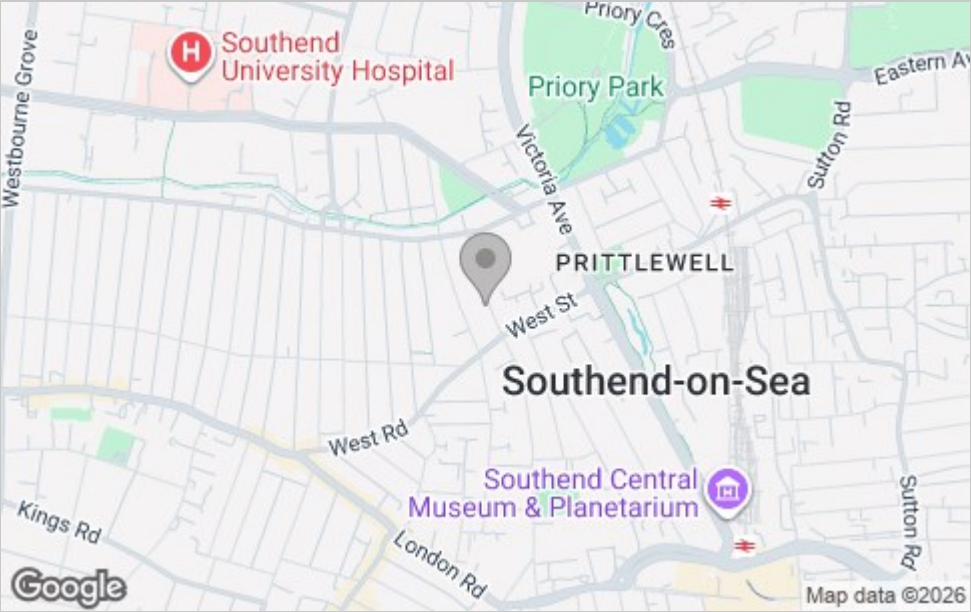 Priory Cres
H
Southend
University Hospital
Westbourne Grove
Priory Park
Eastern Av
Victoria Ave
Sutton Rd
PRITTLEWELL
West St
Southend-on-Sea
West Rd
Southend Central
Museum & Planetarium
Kings Rd
London Rd
Sutton Rd
Google
Map data ©2026